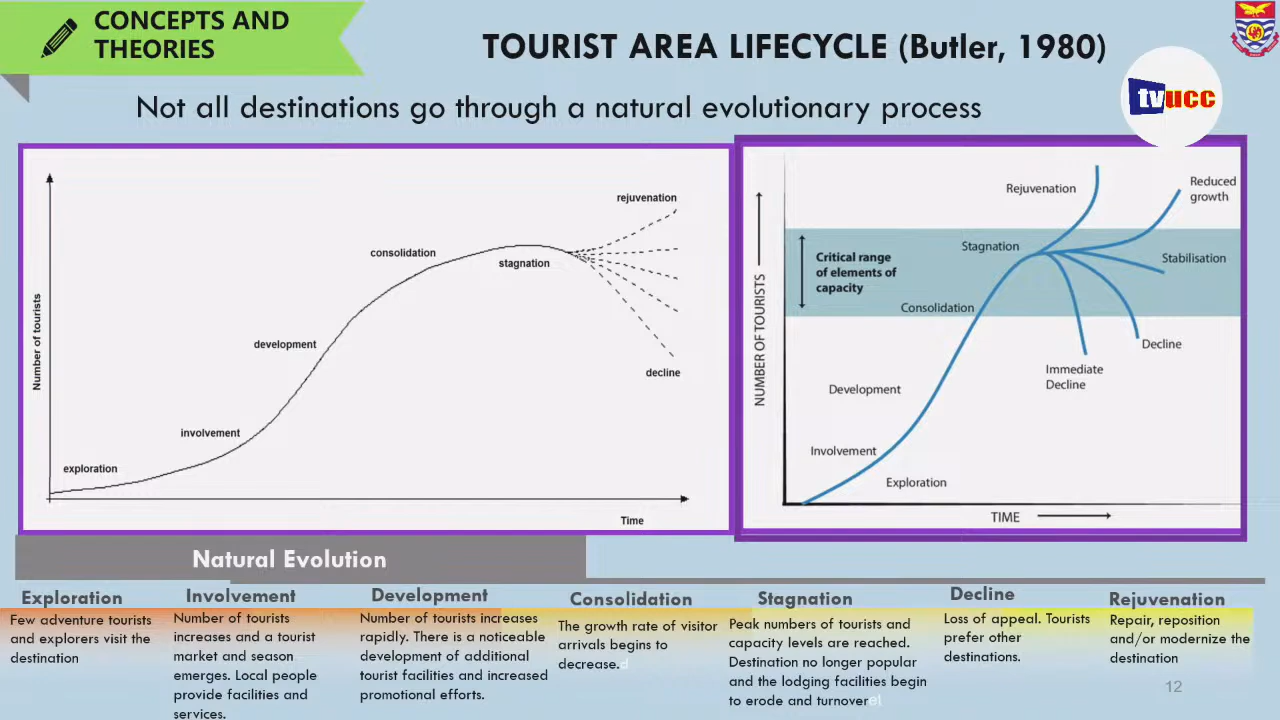 CONCEPTS AND
THEORIES
TOURIST AREA LIFECYCLE (Butler, 1980)
tvucc
Not all destinations go through a natural evolutionary process
Number of tourists
exploration
involvement
development
consolidation
stagnation
rejuvenation
decline
Time
NUMBER OF TOURISTS
Critical range
of elements of
capacity
Rejuvenation
Reduced
growth
Stagnation
Stabilisation
Consolidation
Decline
Immediate
Decline
Development
Involvement
Exploration
TIME
Natural Evolution
Exploration
Few adventure tourists
and explorers visit the
destination
Involvement
Number of tourists
increases and a tourist
market and season
emerges. Local people
provide facilities and
services.
Development
Number of tourists increases
rapidly. There is a noticeable
development of additional
tourist facilities and increased
promotional efforts.
Consolidation
The growth rate of visitor
arrivals begins to
decrease.
Stagnation
Peak numbers of tourists and
capacity levels are reached.
Destination no longer popular
and the lodging facilities begin
to erode and turnover
Decline
Loss of appeal. Tourists
prefer other
destinations.
Rejuvenation
Repair, reposition
and/or modernize the
destination
12